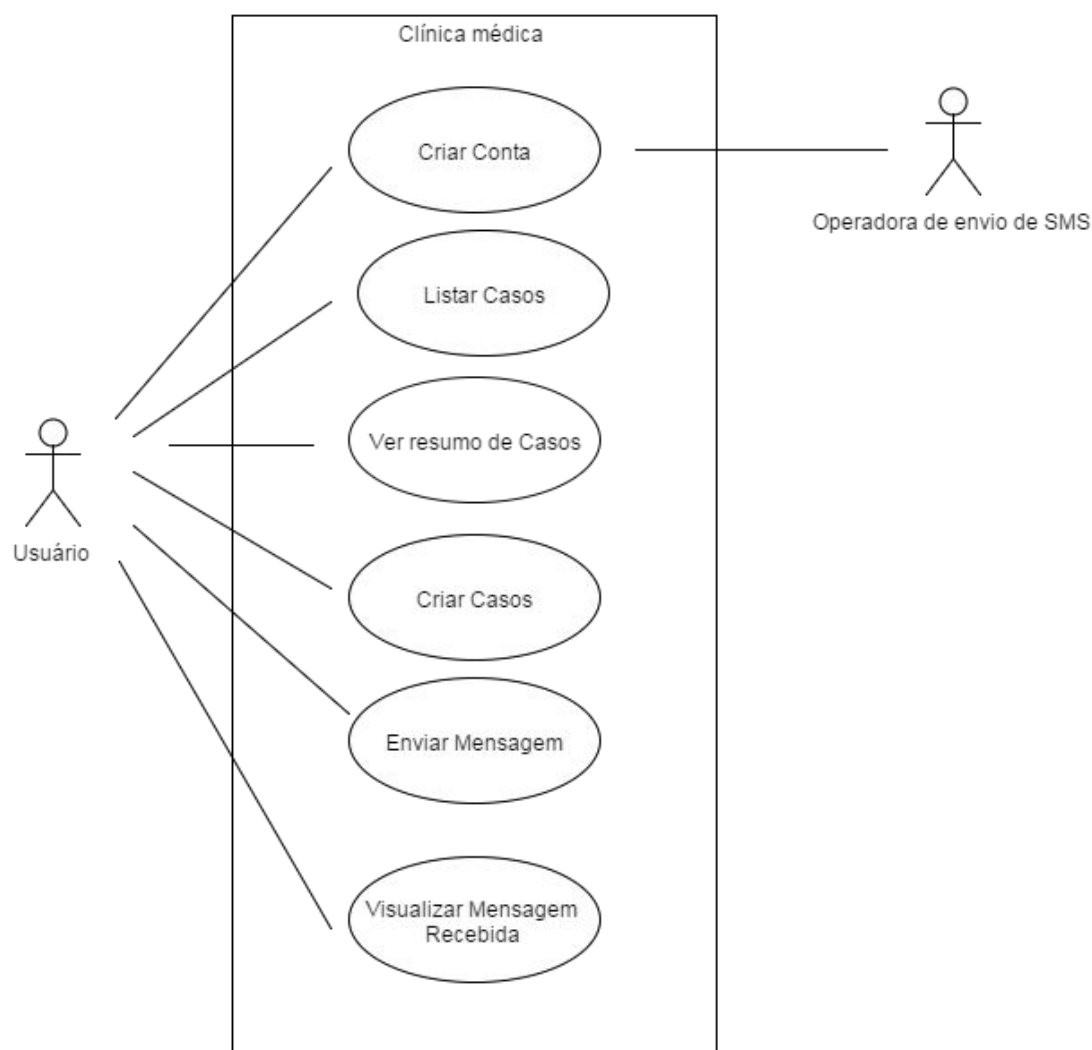 Clínica médica
Criar Conta
Operadora de envio de SMS
Listar Casos
Ver resumo de Casos
Usuário
Criar Casos
Enviar Mensagem
Visualizar Mensagem
Recebida